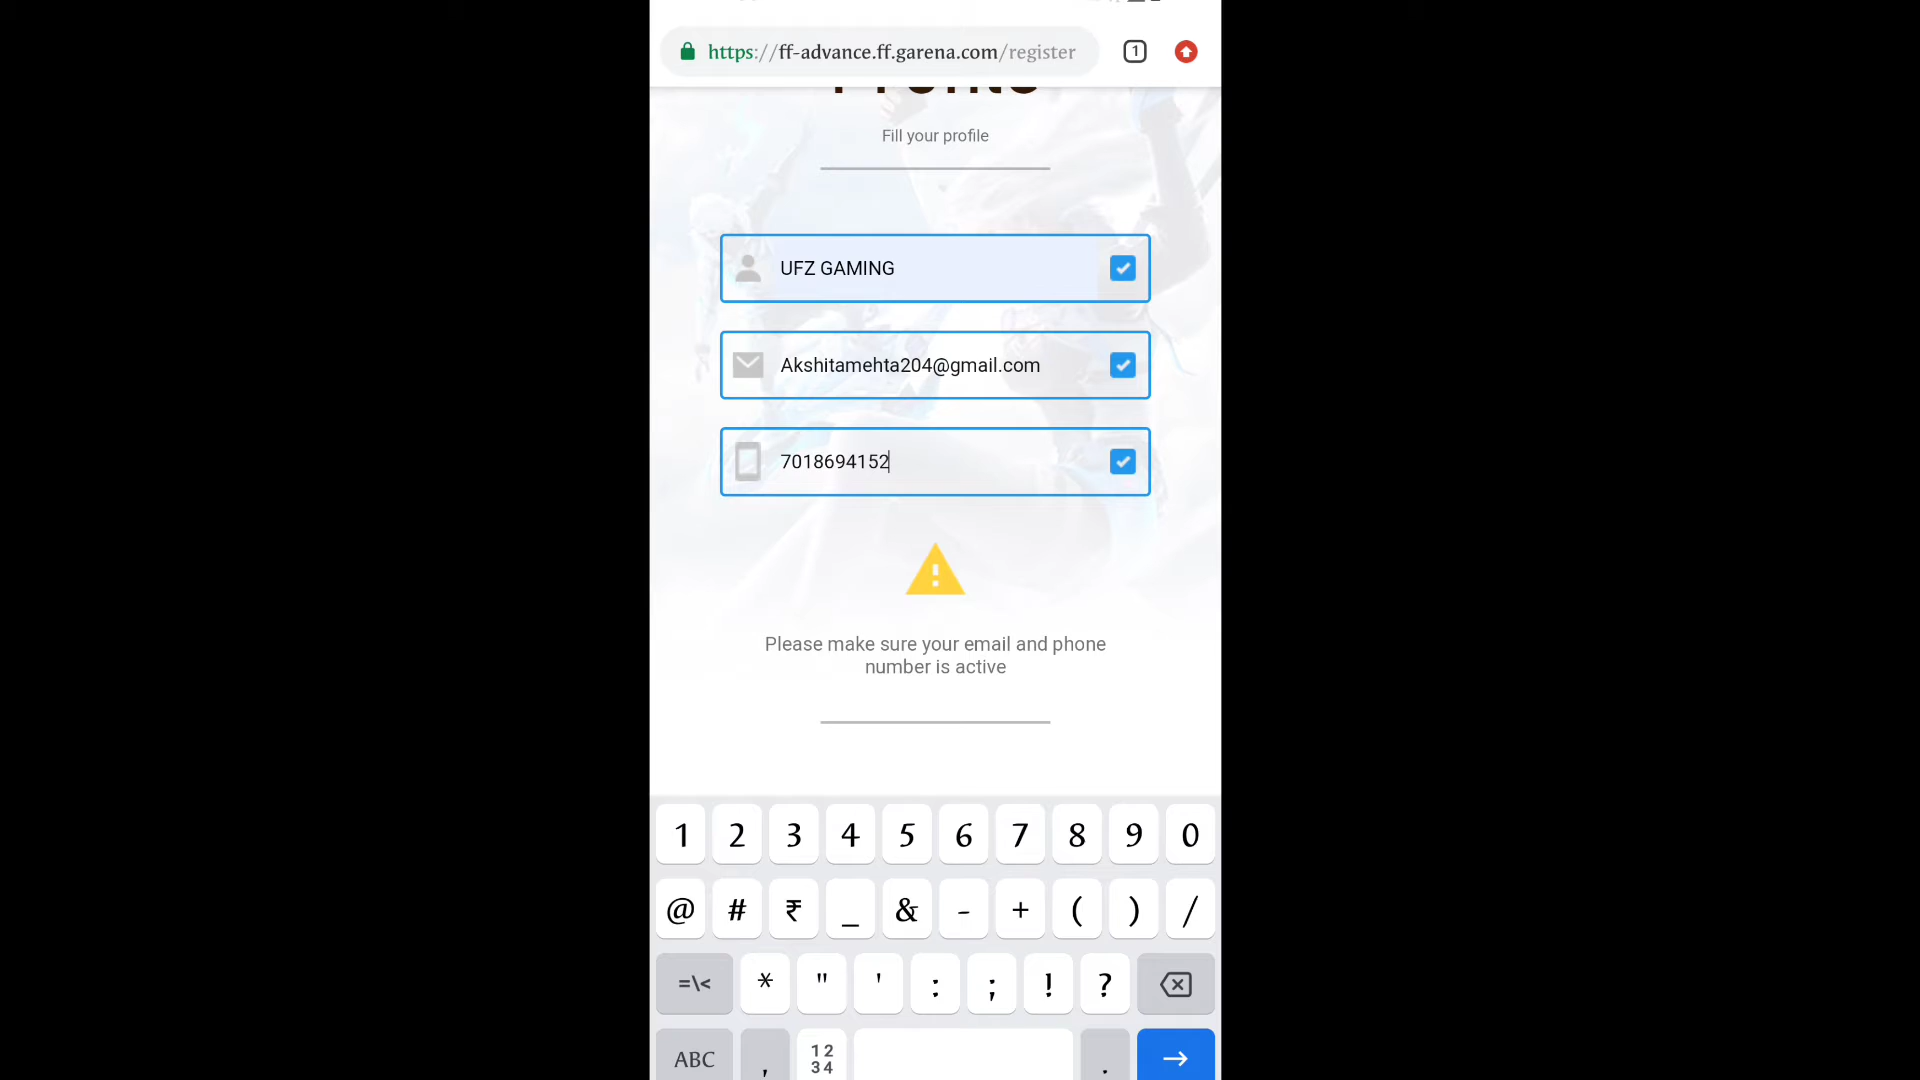 https://ff-advance.ff.garena.com/register
1
Profile
Fill your profile
UFZ GAMING
Akshitamehta204@gmail.com
7018694152
Please make sure your email and phone
number is active
1 2 3 4 5 6 7 8 9 0
@ # ₹ _ & - + ( ) /
=\< * " ' : ; ! ?
ABC , 12 .
34